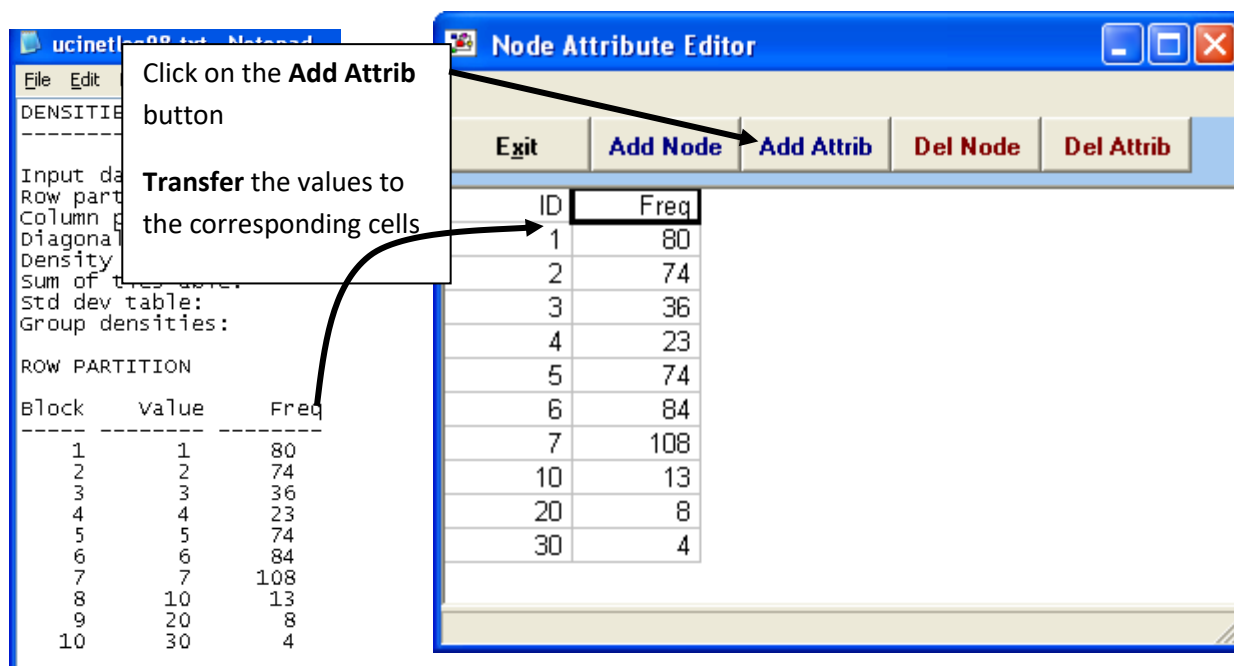 ucinetl
File Edit
DENSITIE
Input da
Row part
Column p
Diagonal
Density
Sum of
Std dev table:
Group densities:
ROW PARTITION
Block Value Freq
----- --------- --------
1 1 80
2 2 74
3 3 36
4 4 23
5 5 74
6 6 84
7 7 108
8 10 13
9 20 8
10 30 4
Click on the Add Attrib
button
Transfer the values to
the corresponding cells
Node Attribute Editor
Exit Add Node Add Attrib Del Node Del Attrib
ID Freq
1 80
2 74
3 36
4 23
5 74
6 84
7 108
10 13
20 8
30 4